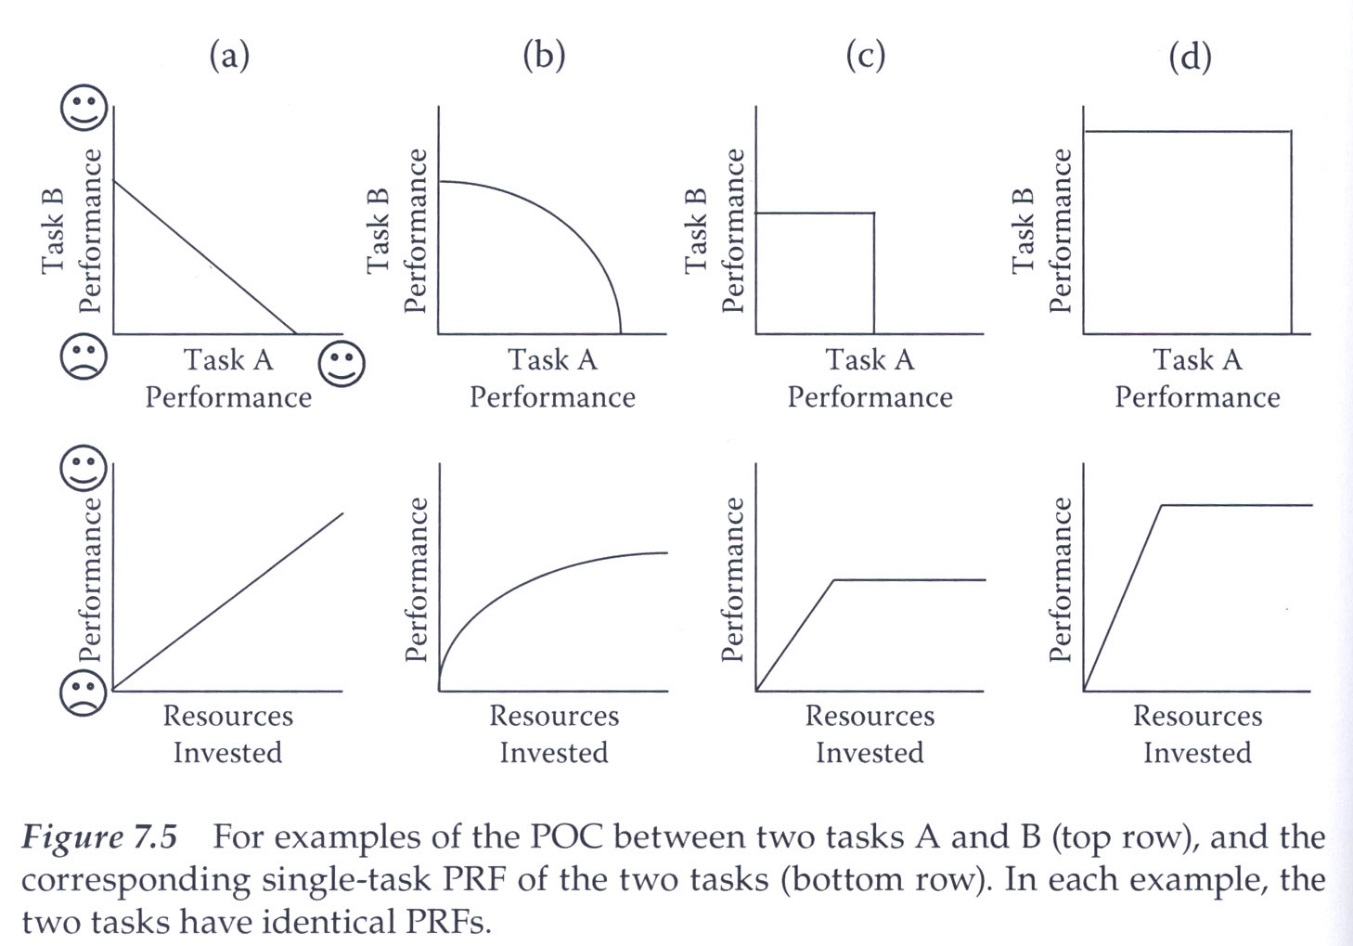 (a)
(b)
(c)
(d)
Task B
Performance
Task A
Performance
Task B
Performance
Task A
Performance
Task B
Performance
Task A
Performance
Task B
Performance
Task A
Performance
Performance
Resources
Invested
Performance
Resources
Invested
Performance
Resources
Invested
Performance
Resources
Invested
Figure 7.5 For examples of the POC between two tasks A and B (top row), and the
corresponding single-task PRF of the two tasks (bottom row). In each example, the
two tasks have identical PRFs.